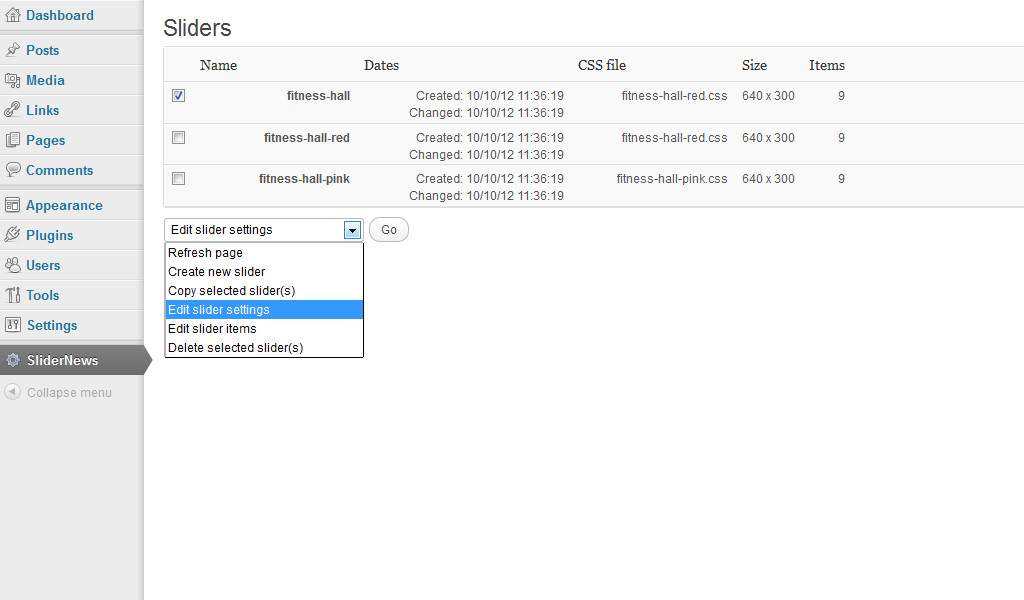 Dashboard
Posts
Media
Links
Pages
Comments
Appearance
Plugins
Users
Tools
Settings
SliderNews
Collapse menu
Sliders
Name Dates CSS file Size Items
fitness-hall Created: 10/10/12 11:36:19 fitness-hall-red.css 640 x 300 9
Changed: 10/10/12 11:36:19
fitness-hall-red Created: 10/10/12 11:36:19 fitness-hall-red.css 640 x 300 9
Changed: 10/10/12 11:36:19
fitness-hall-pink Created: 10/10/12 11:36:19 fitness-hall-pink.css 640 x 300 9
Changed: 10/10/12 11:36:19
Edit slider settings Go
Refresh page
Create new slider
Copy selected slider(s)
Edit slider settings
Edit slider items
Delete selected slider(s)